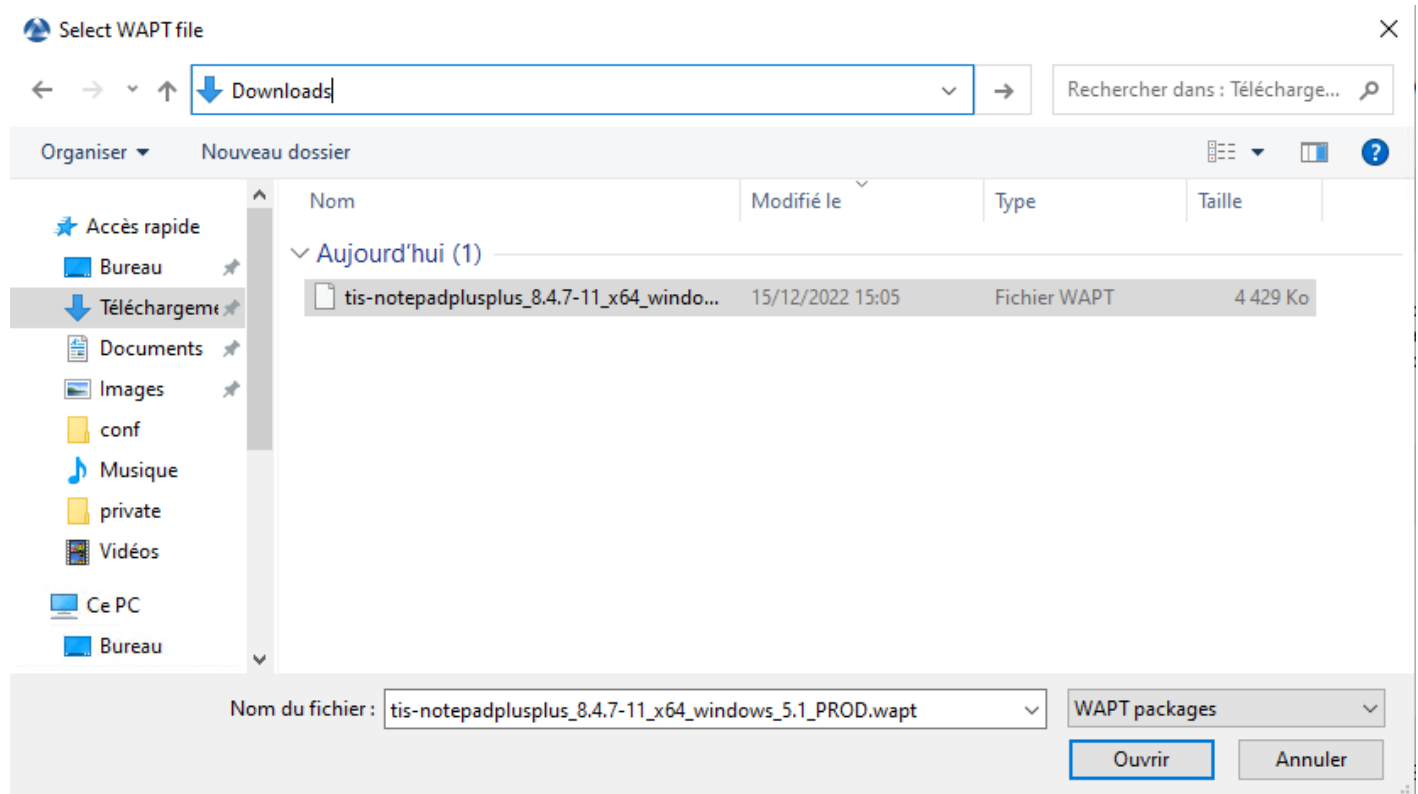 Select WAPT file
Downloads
Rechercher dans : Télécharge...
Organiser
Nouveau dossier
?
Nom
Modifié le
Type
Taille
Accès rapide
Bureau
Téléchargeme
Documents
Images
conf
Musique
private
Vidéos
Ce PC
Bureau
Aujourd'hui (1)
tis-notepadplusplus_8.4.7-11_x64_windo...
15/12/2022 15:05
Fichier WAPT
4 429 Ko
Nom du fichier :
tis-notepadplusplus_8.4.7-11_x64_windows_5.1_PROD.wapt
WAPT packages
Ouvrir
Annuler